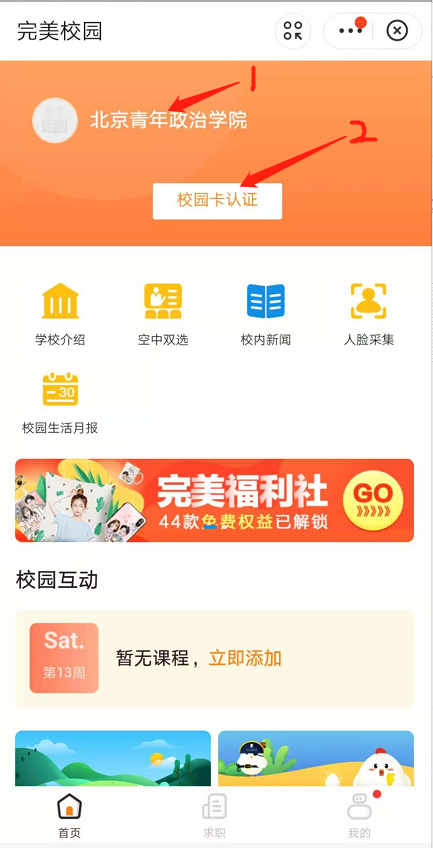 完美校园
1
北京青年政治学院
2
校园卡认证
学校介绍
空中双选
校内新闻
人脸采集
30
校园生活月报
完美福利社
GO
44款免费权益已解锁
校园互动
Sat.
第13周
暂无课程，立即添加
首页
求职
我的